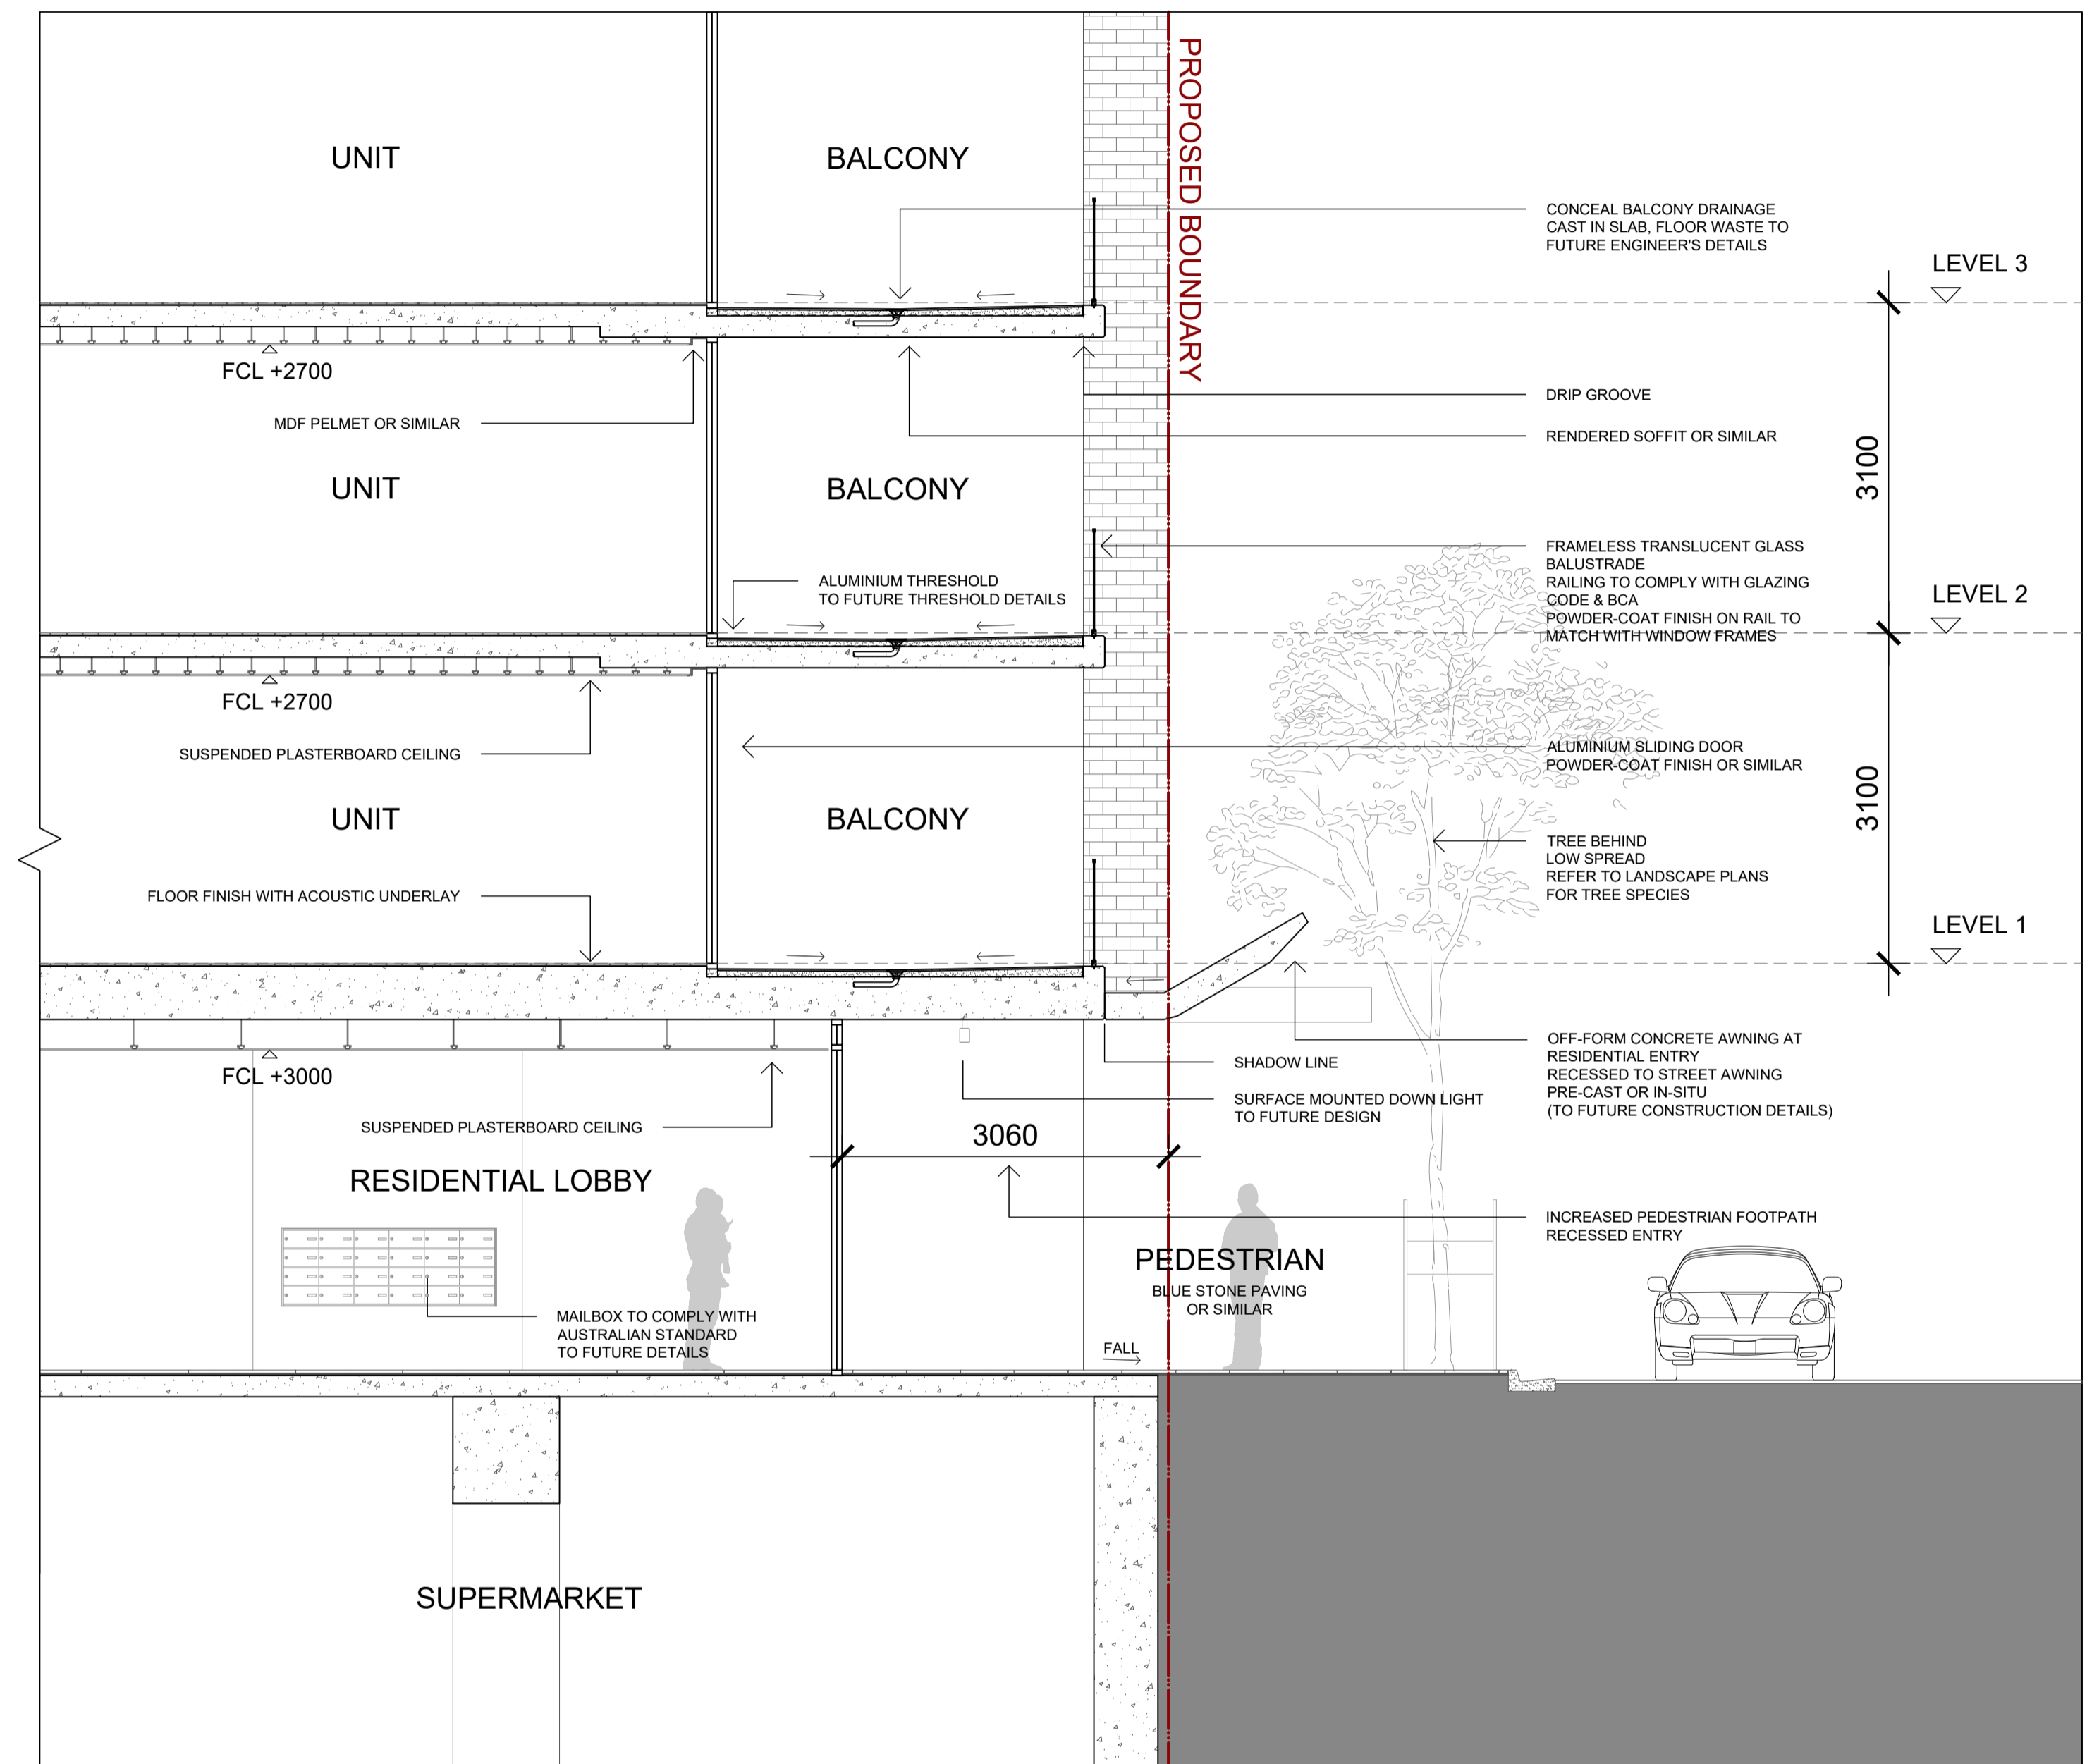 PROPOSED BOUNDARY
UNIT
BALCONY
CONCEAL BALCONY DRAINAGE
CAST IN SLAB, FLOOR WASTE TO
FUTURE ENGINEER'S DETAILS
LEVEL 3
FCL +2700
MDF PELMET OR SIMILAR
DRIP GROOVE
RENDERED SOFFIT OR SIMILAR
3100
UNIT
BALCONY
FRAMELESS TRANSLUCENT GLASS
BALUSTRADE
RAILING TO COMPLY WITH GLAZING
CODE & BCA
POWDER-COAT FINISH ON RAIL TO
MATCH WITH WINDOW FRAMES
ALUMINIUM THRESHOLD
TO FUTURE THRESHOLD DETAILS
LEVEL 2
FCL +2700
SUSPENDED PLASTERBOARD CEILING
ALUMINIUM SLIDING DOOR
POWDER-COAT FINISH OR SIMILAR
3100
UNIT
BALCONY
TREE BEHIND
LOW SPREAD
REFER TO LANDSCAPE PLANS
FOR TREE SPECIES
FLOOR FINISH WITH ACOUSTIC UNDERLAY
LEVEL 1
OFF-FORM CONCRETE AWNING AT
RESIDENTIAL ENTRY
RECESSED TO STREET AWNING
PRE-CAST OR IN-SITU
(TO FUTURE CONSTRUCTION DETAILS)
SHADOW LINE
FCL +3000
SURFACE MOUNTED DOWN LIGHT
TO FUTURE DESIGN
SUSPENDED PLASTERBOARD CEILING
3060
RESIDENTIAL LOBBY
INCREASED PEDESTRIAN FOOTPATH
RECESSED ENTRY
PEDESTRIAN
BLUE STONE PAVING
OR SIMILAR
MAILBOX TO COMPLY WITH
AUSTRALIAN STANDARD
TO FUTURE DETAILS
FALL
SUPERMARKET